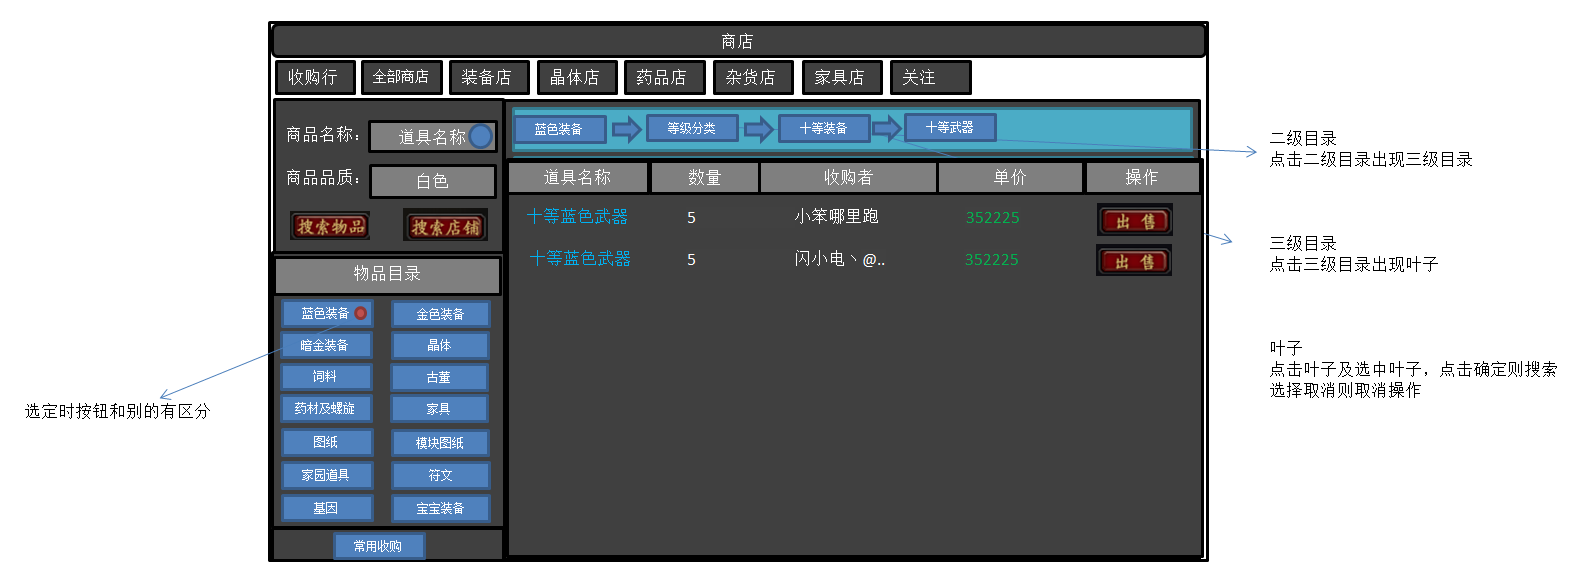 商店
收购行 全部商店 装备店 晶体店 药品店 杂货店 家具店 关注
商品名称： 道具名称
商品品质： 白色
搜索物品 搜索店铺
物品目录
蓝色装备 金色装备
暗金装备 晶体
饲料 古董
药材及螺旋 家具
图纸 模块图纸
家园道具 符文
基因 宝宝装备
常用收购
蓝色装备 等级分类 十等装备 十等武器
道具名称 数量 收购者 单价 操作
十等蓝色武器 5 小笨哪里跑 352225 出售
十等蓝色武器 5 闪小电丶@.. 352225 出售
选定时按钮和别的有区分
二级目录
点击二级目录出现三级目录
三级目录
点击三级目录出现叶子
叶子
点击叶子及选中叶子，点击确定则搜索
选择取消则取消操作